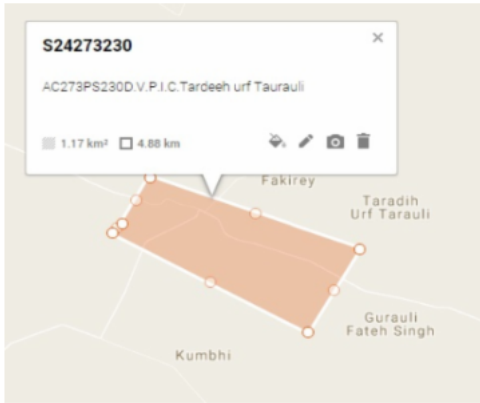 S24273230
AC273PS230D.V.P.I.C.Tardeeh urf Taurauli
1.17 km² 4.88 km
Fakirey
Taradih
Urf Tarauli
Gurauli
Fateh Singh
Kumbhi